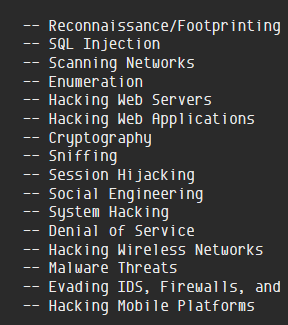 -- Reconnaissance/Footprinting
-- SQL Injection
-- Scanning Networks
-- Enumeration
-- Hacking Web Servers
-- Hacking Web Applications
-- Cryptography
-- Sniffing
-- Session Hijacking
-- Social Engineering
-- System Hacking
-- Denial of Service
-- Hacking Wireless Networks
-- Malware Threats
-- Evading IDS, Firewalls, and
-- Hacking Mobile Platforms